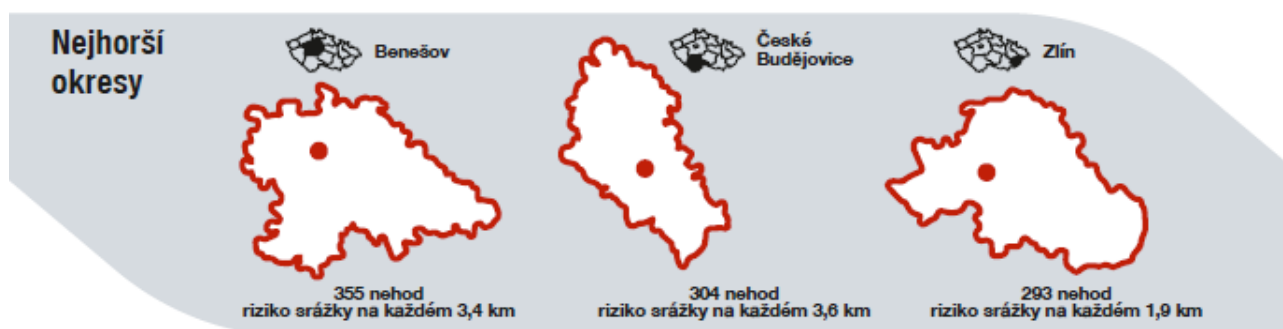 Nejhorší
okresy
Benešov
České
Budějovice
Zlín
355 nehod
riziko srážky na každém 3,4 km
304 nehod
riziko srážky na každém 3,6 km
293 nehod
riziko srážky na každém 1,9 km